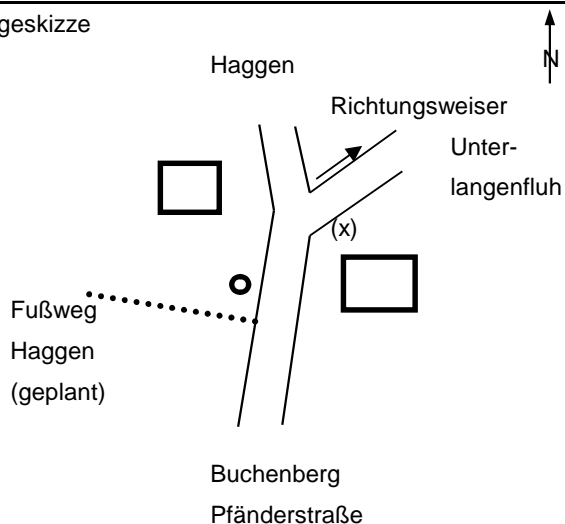 geskizze
N
Haggen
Richtungsweiser
Unter-
langenfluh
(x)
Fußweg
Haggen
(geplant)
Buchenberg
Pfänderstraße